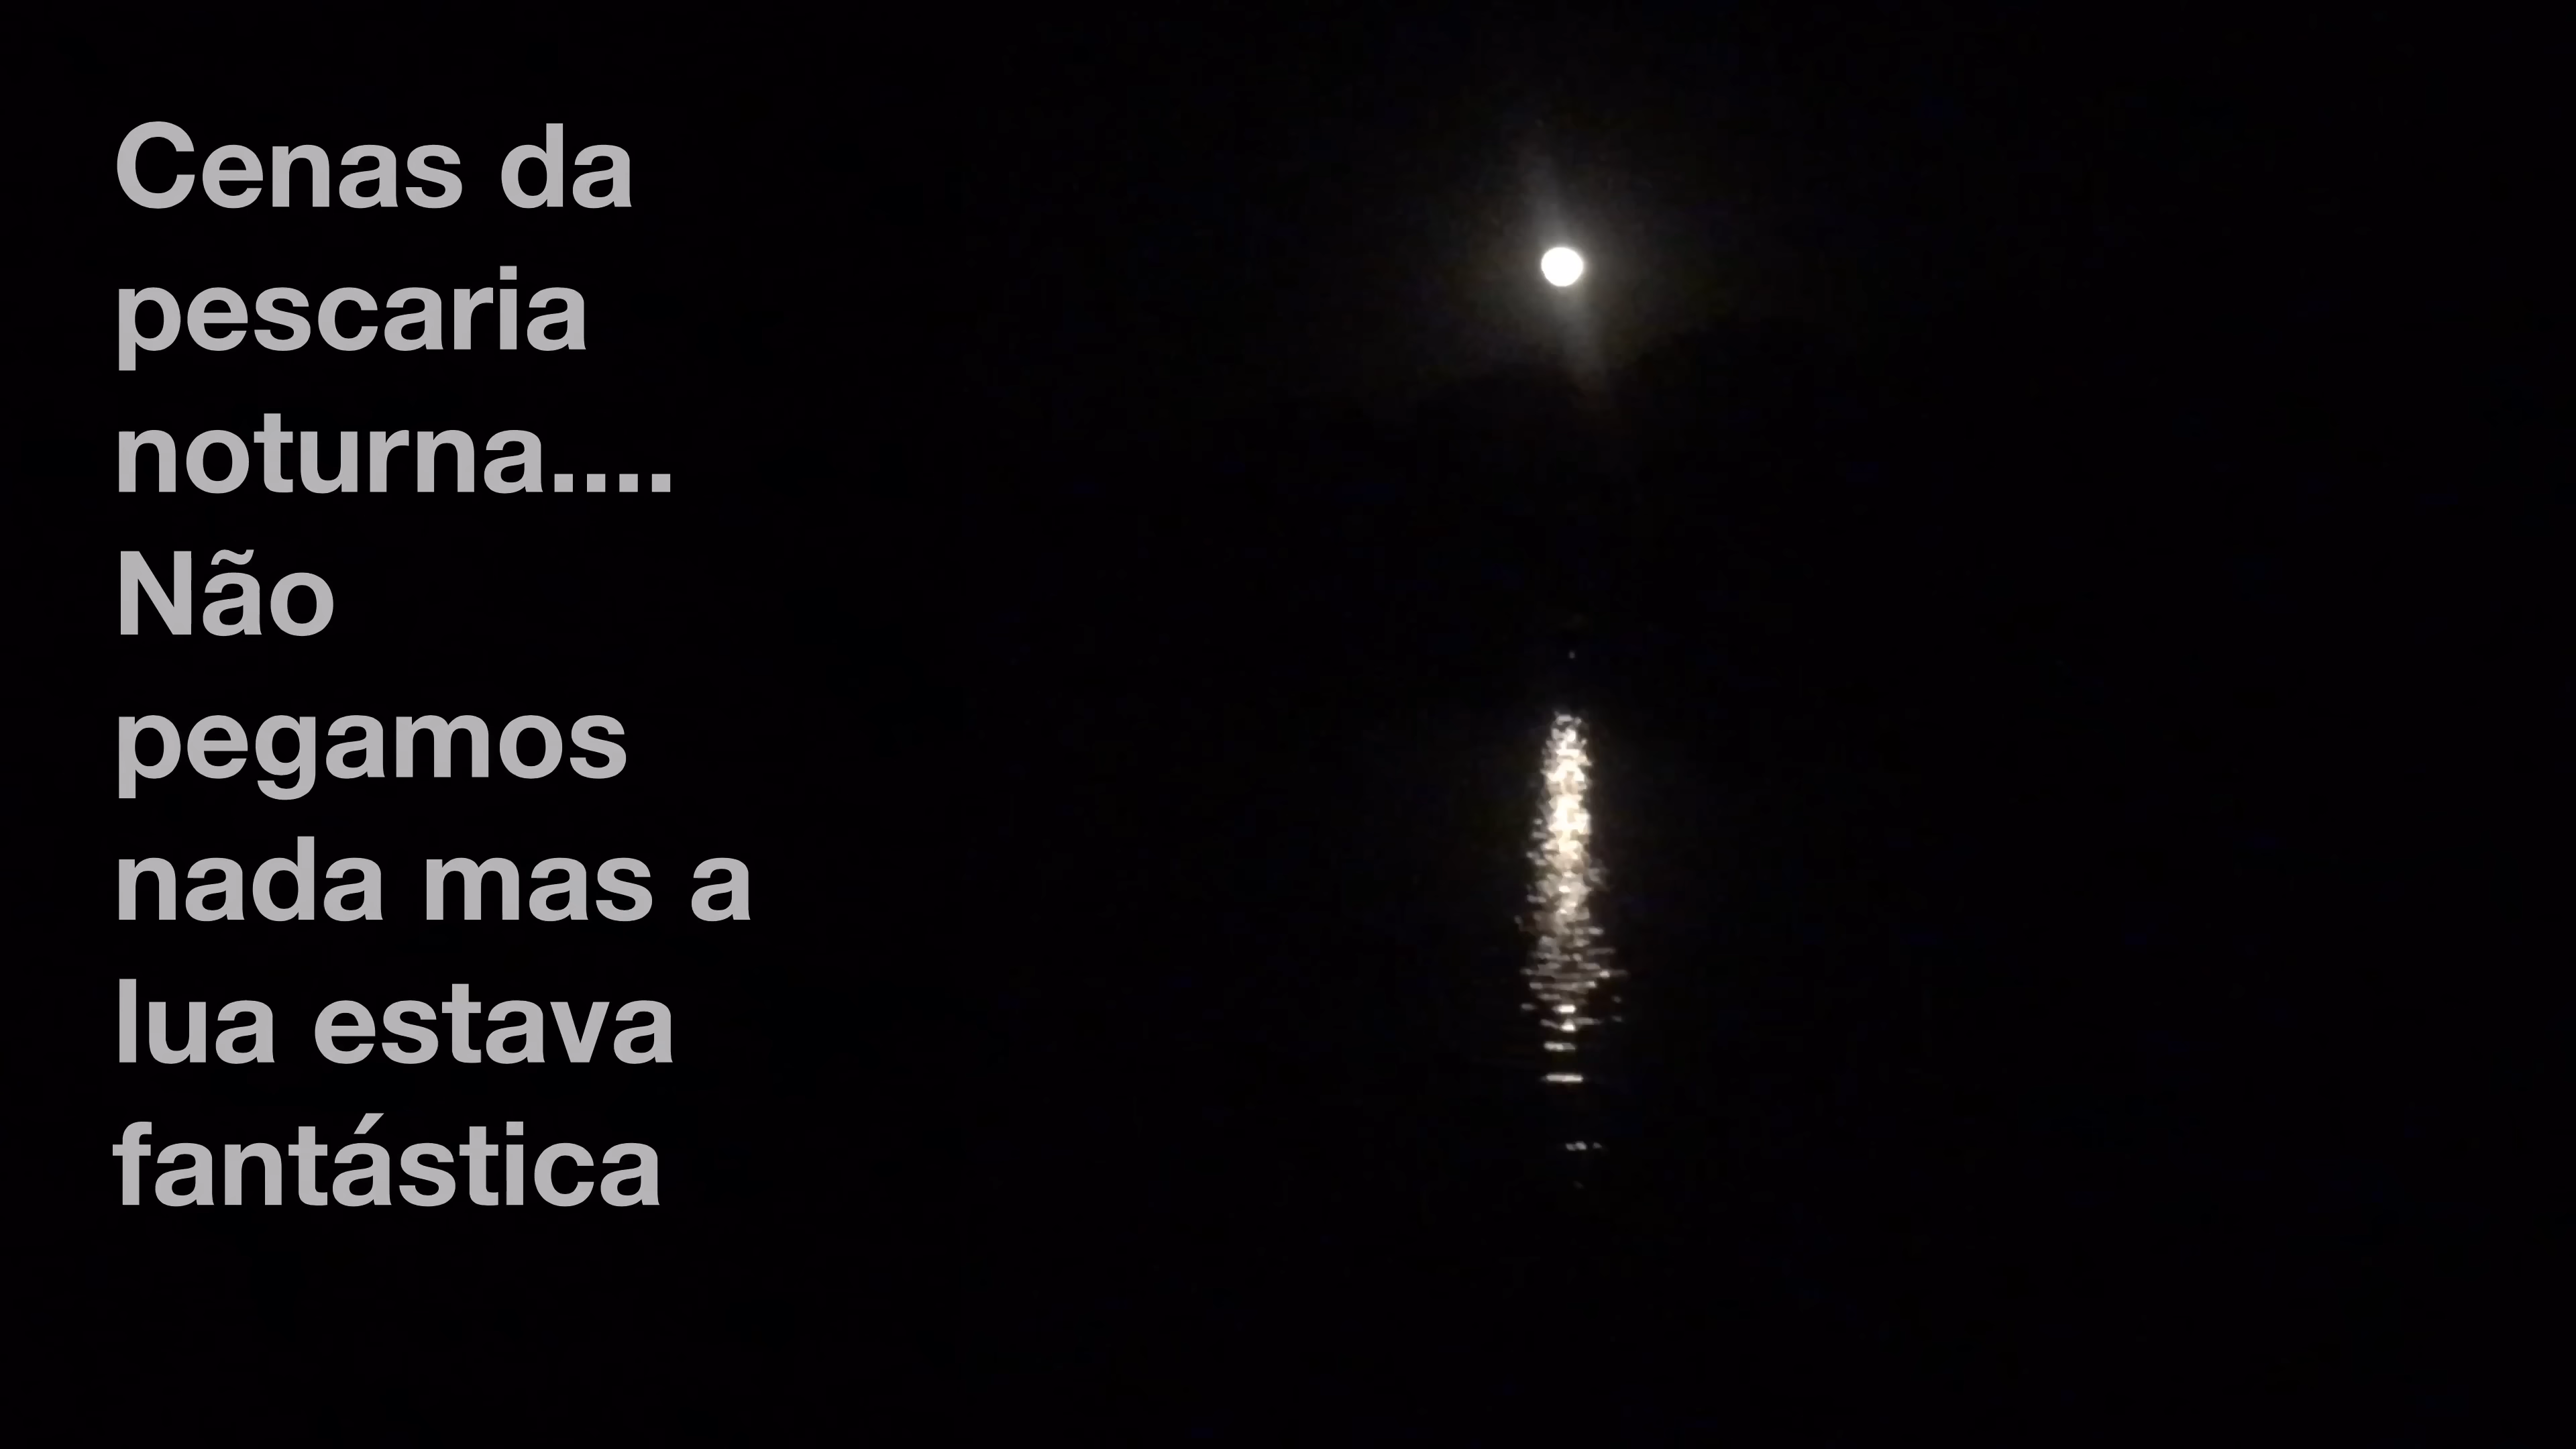 Cenas da
pescaria
noturna....
Não
pegamos
nada mas a
lua estava
fantástica